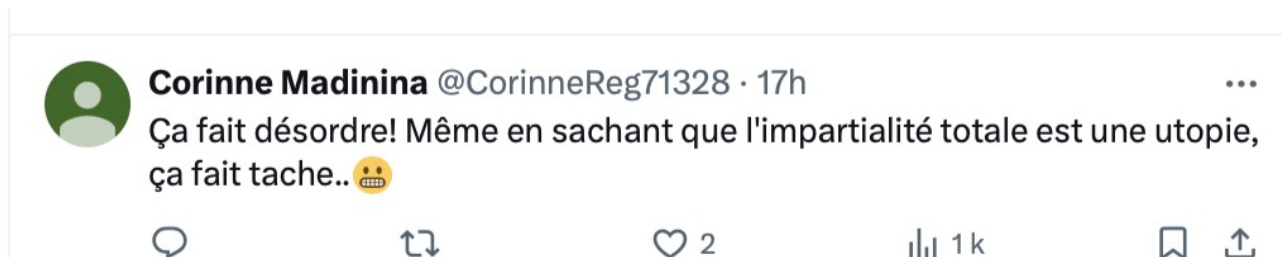 Corinne Madinina @CorinneReg71328 · 17h
Ça fait désordre! Même en sachant que l'impartialité totale est une utopie,
ça fait tache..😬
2 1 k